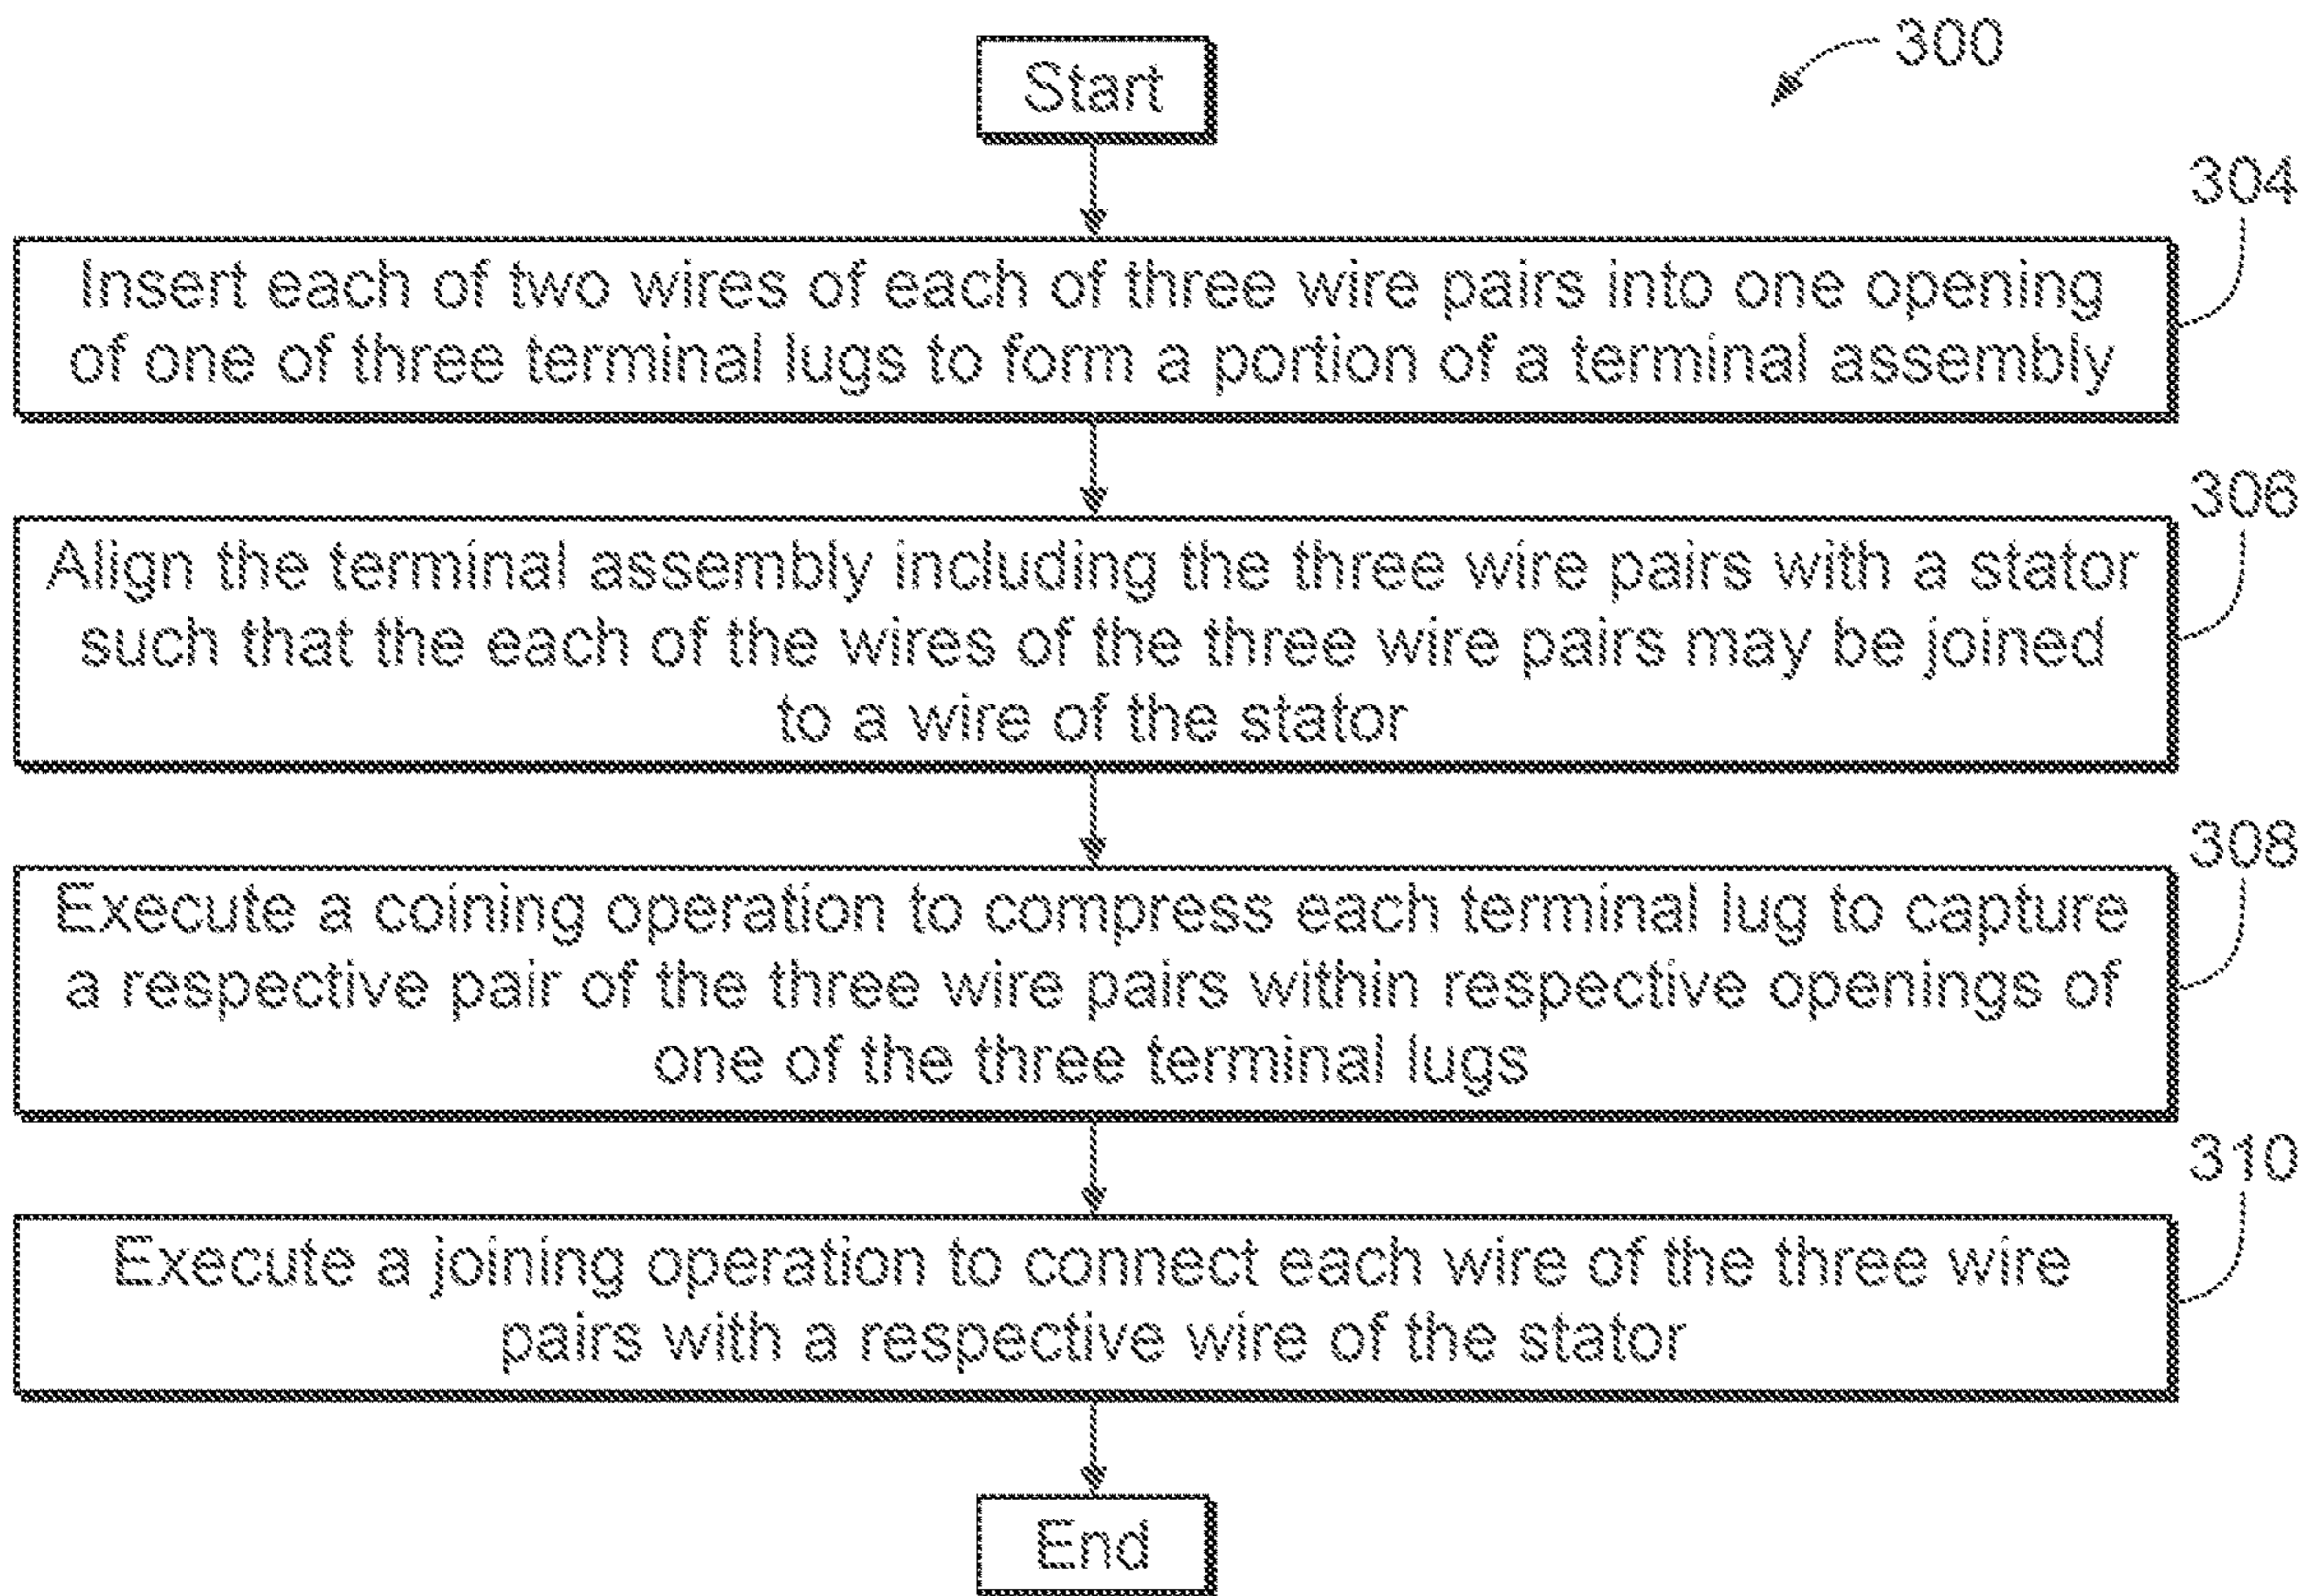 300
Start
304
Insert each of two wires of each of three wire pairs into one opening
of one of three terminal lugs to form a portion of a terminal assembly
306
Align the terminal assembly including the three wire pairs with a stator
such that the each of the wires of the three wire pairs may be joined
to a wire of the stator
308
Execute a coining operation to compress each terminal lug to capture
a respective pair of the three wire pairs within respective openings of
one of the three terminal lugs
310
Execute a joining operation to connect each wire of the three wire
pairs with a respective wire of the stator
End